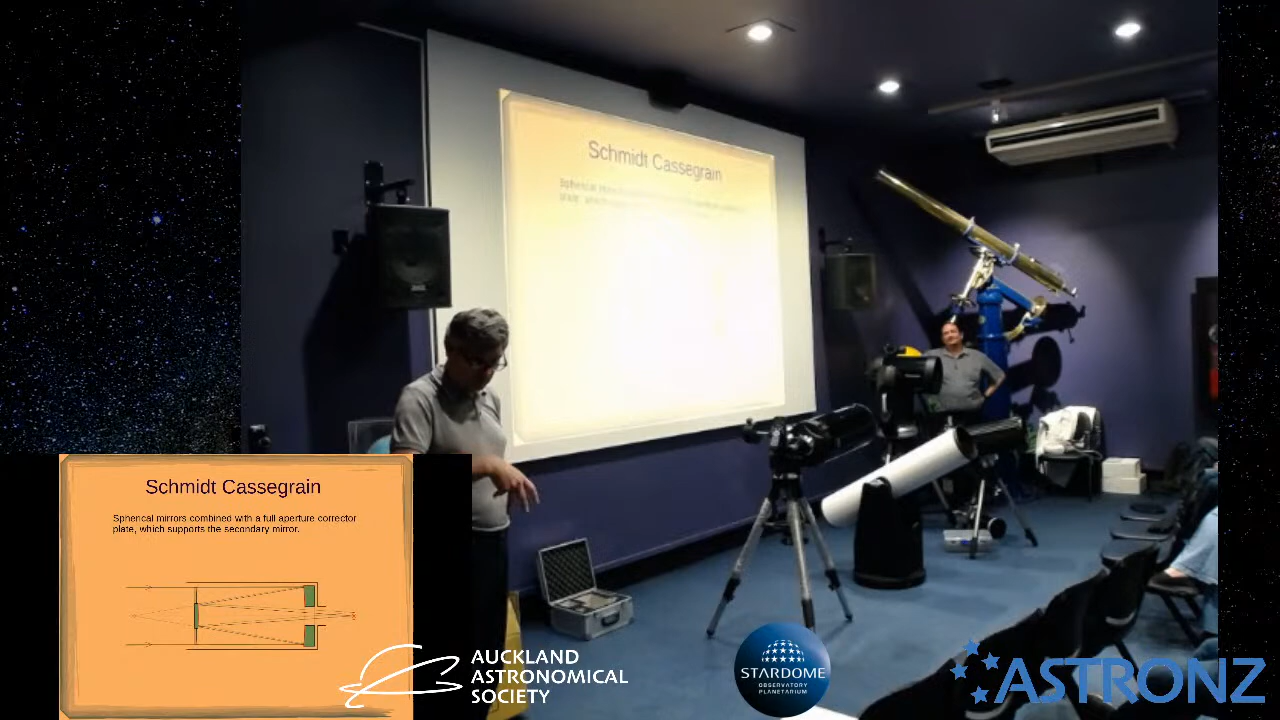 Schmidt Cassegrain
Schmidt Cassegrain
Spherical mirrors combined with a full aperture corrector
plate, which supports the secondary mirror.
AUCKLAND
ASTRONOMICAL
SOCIETY
STARDOME
OBSERVATORY
PLANETARIUM
ASTRONZ